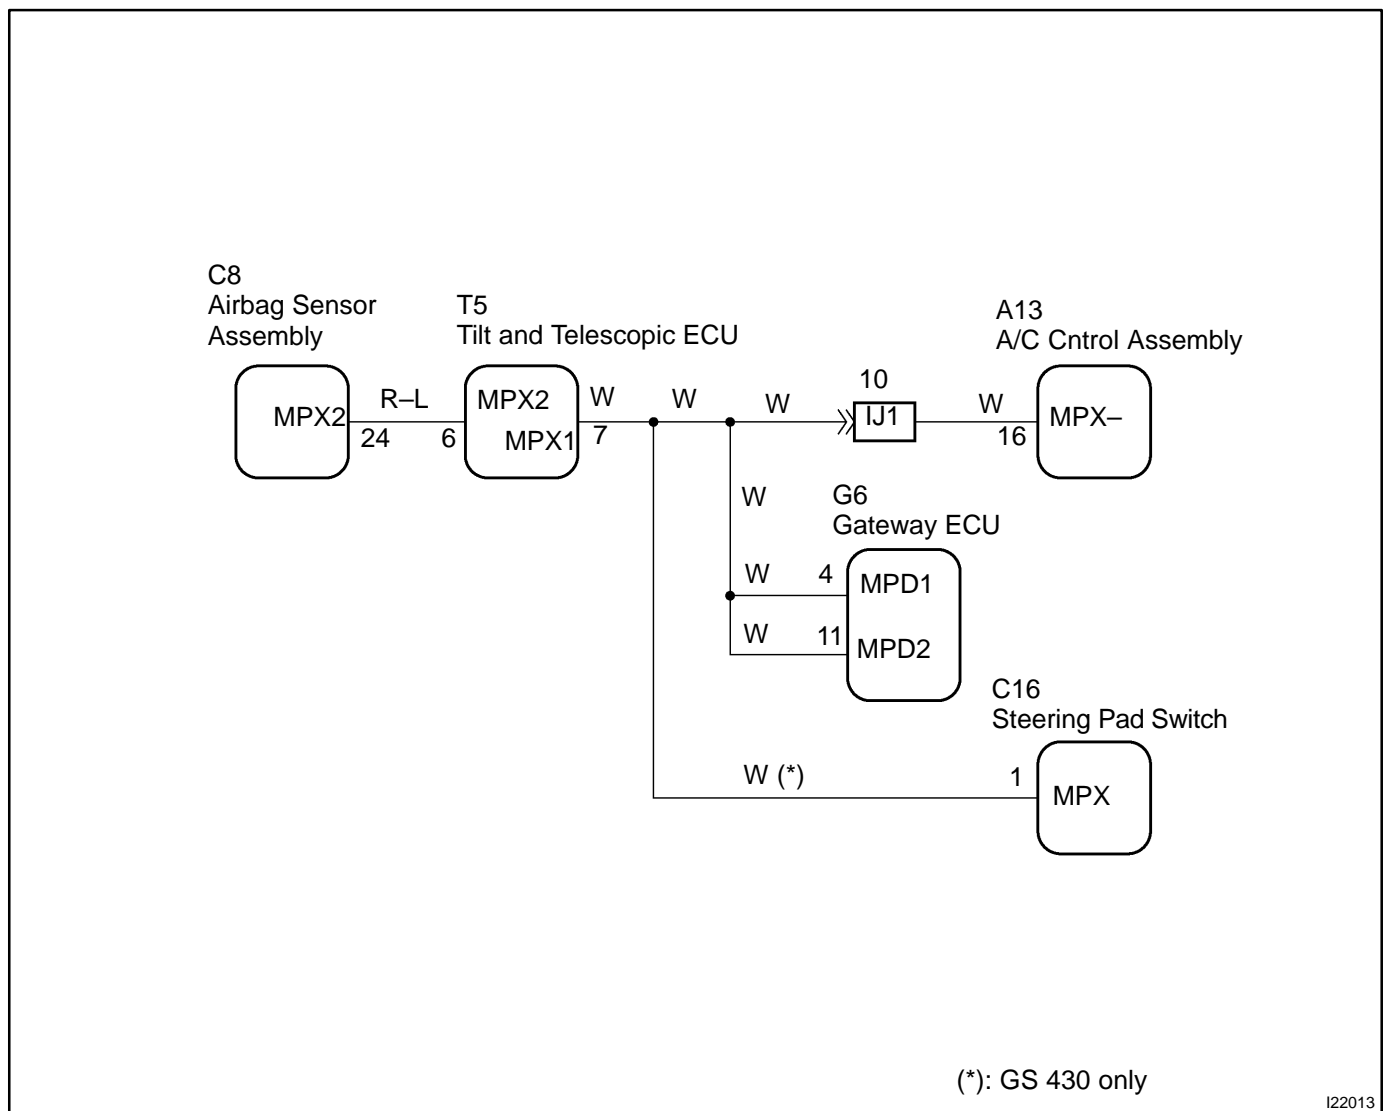 C8
Airbag Sensor
Assembly
T5
Tilt and Telescopic ECU
A13
A/C Cntrol Assembly
MPX2
R–L
24
6
MPX2
MPX1
W
7
W
W
10
IJ1
W
16
MPX–
W
G6
Gateway ECU
W
4
MPD1
W
11
MPD2
C16
Steering Pad Switch
W (*)
1
MPX
(*): GS 430 only
I22013